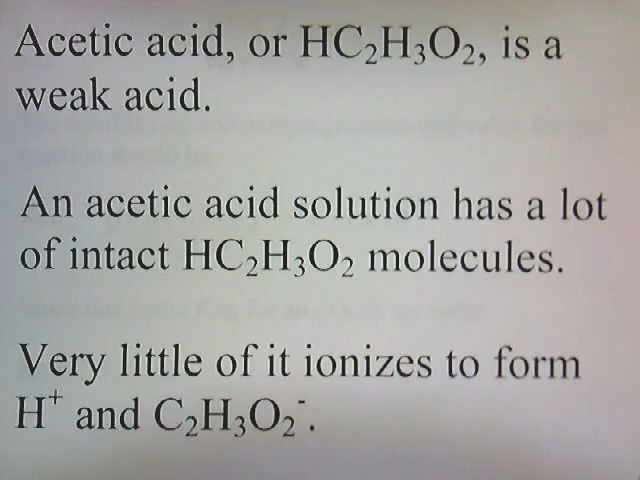 Acetic acid, or HC₂H₃O₂, is a
weak acid.
An acetic acid solution has a lot
of intact HC₂H₃O₂ molecules.
Very little of it ionizes to form
H⁺ and C₂H₃O₂⁻.